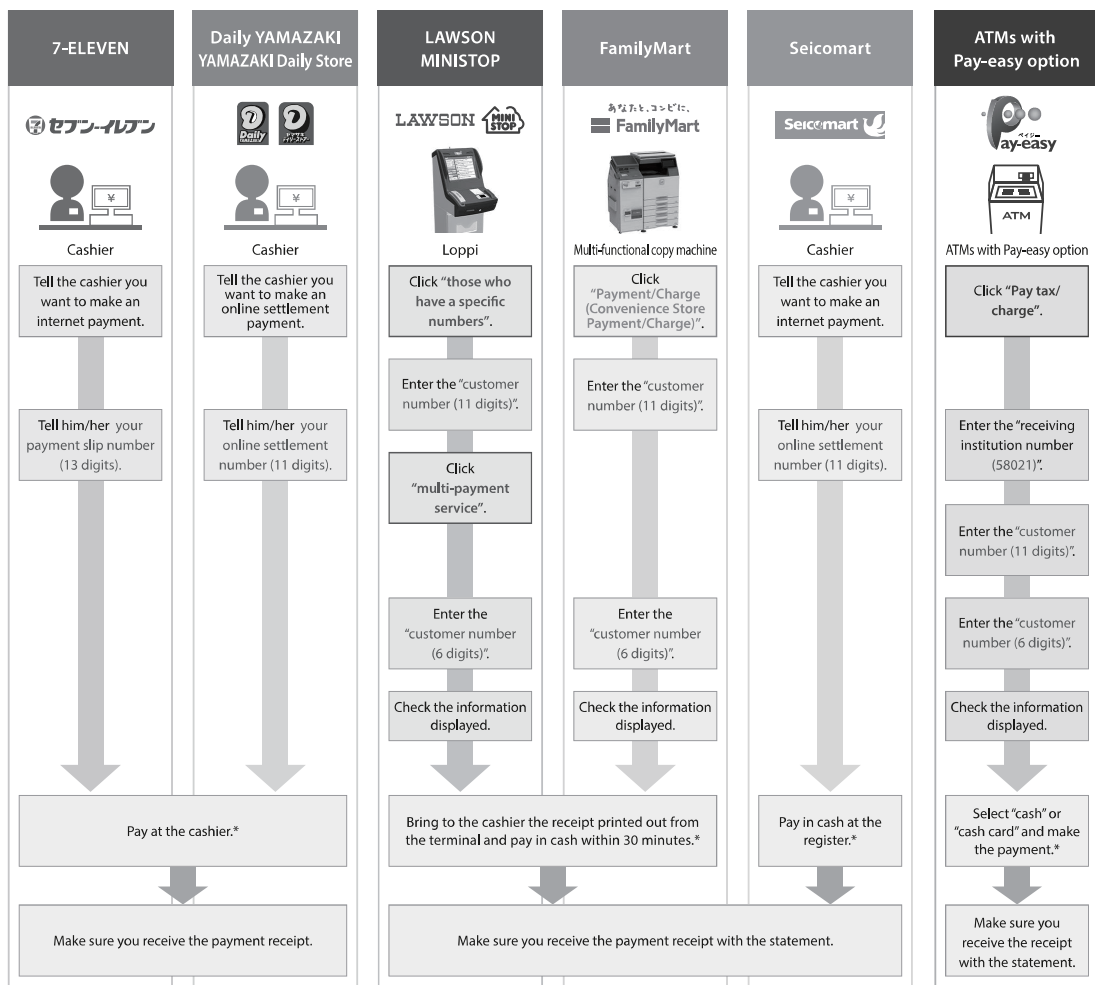 7-ELEVEN
セブン-イレブン
¥
Cashier
Tell the cashier you
want to make an
internet payment.
Tell him/her your
payment slip number
(13 digits).
Daily YAMAZAKI
YAMAZAKI Daily Store
Daily
YAMAZAKI
¥
Cashier
Tell the cashier you
want to make an
online settlement
payment.
Tell him/her your
online settlement
number (11 digits).
Pay at the cashier.*
Make sure you receive the payment receipt.
LAWSON
MINISTOP
LAWSON
MINI
STOP
Loppi
Click “those who
have a specific
numbers”.
Enter the “customer
number (11 digits)”.
Click
“multi-payment
service”.
Enter the
“customer number
(6 digits)”.
Check the information
displayed.
FamilyMart
あなたと、コンビに、
FamilyMart
Multi-functional copy machine
Click
“Payment/Charge
(Convenience Store
Payment/Charge)”.
Enter the “customer
number (11 digits)”.
Enter the
“customer number
(6 digits)”.
Check the information
displayed.
Bring to the cashier the receipt printed out from
the terminal and pay in cash within 30 minutes.*
Seicomart
Seicomart
¥
Cashier
Tell the cashier you
want to make an
internet payment.
Tell him/her your
online settlement
number (11 digits).
Pay in cash at the
register.*
Make sure you receive the payment receipt with the statement.
ATMs with
Pay-easy option
ペイジー
Pay-easy
ATM
ATMs with Pay-easy option
Click “Pay tax/
charge”.
Enter the “receiving
institution number
(58021)”.
Enter the “customer
number (11 digits)”.
Enter the “customer
number (6 digits)”.
Check the information
displayed.
Select “cash” or
“cash card” and make
the payment.*
Make sure you
receive the receipt
with the statement.